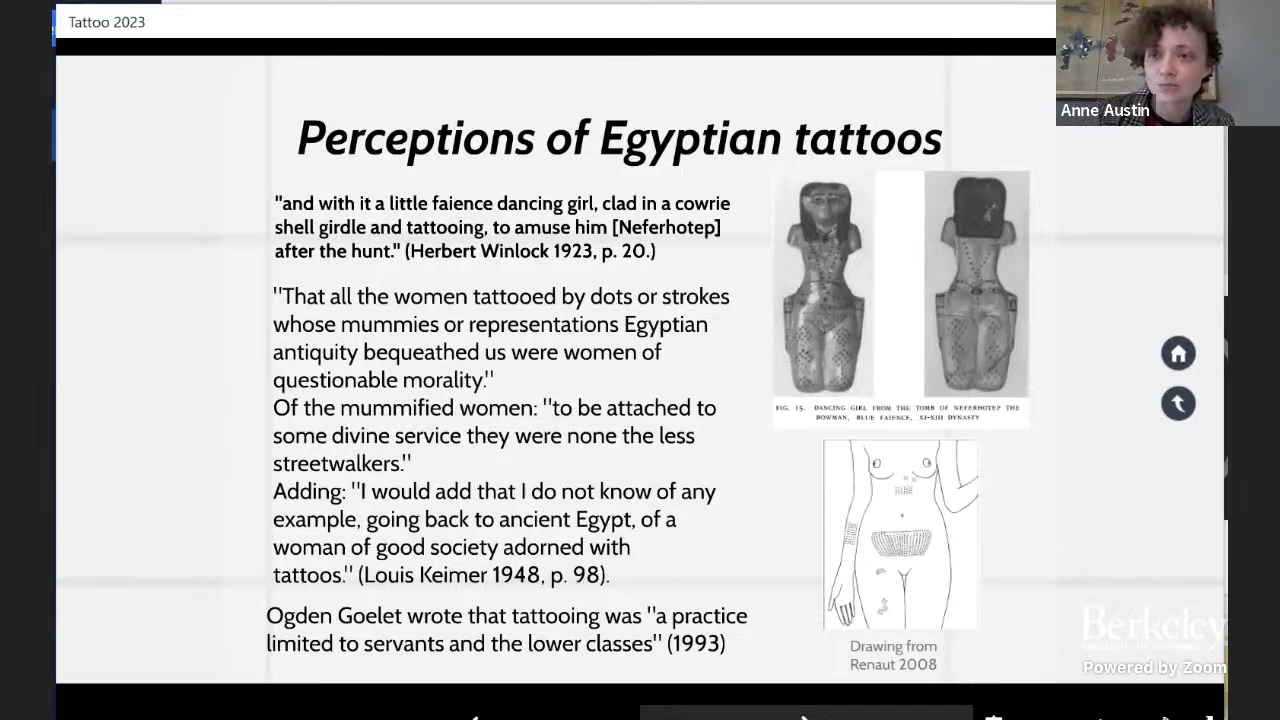 Tattoo 2023
Anne Austin
Perceptions of Egyptian tattoos
"and with it a little faience dancing girl, clad in a cowrie
shell girdle and tattooing, to amuse him [Neferhotep]
after the hunt." (Herbert Winlock 1923, p. 20.)
"That all the women tattooed by dots or strokes
whose mummies or representations Egyptian
antiquity bequeathed us were women of
questionable morality."
Of the mummified women: "to be attached to
some divine service they were none the less
streetwalkers."
Adding: "I would add that I do not know of any
example, going back to ancient Egypt, of a
woman of good society adorned with
tattoos." (Louis Keimer 1948, p. 98).
Ogden Goelet wrote that tattooing was "a practice
limited to servants and the lower classes" (1993)
FIG. 15. DANCING GIRL FROM THE TOMB OF NEFERHOTEP THE
BOWMAN, BLUE FAIENCE, XI-XIII DYNASTY
Drawing from
Renaut 2008
Berkeley
Powered by Zoom